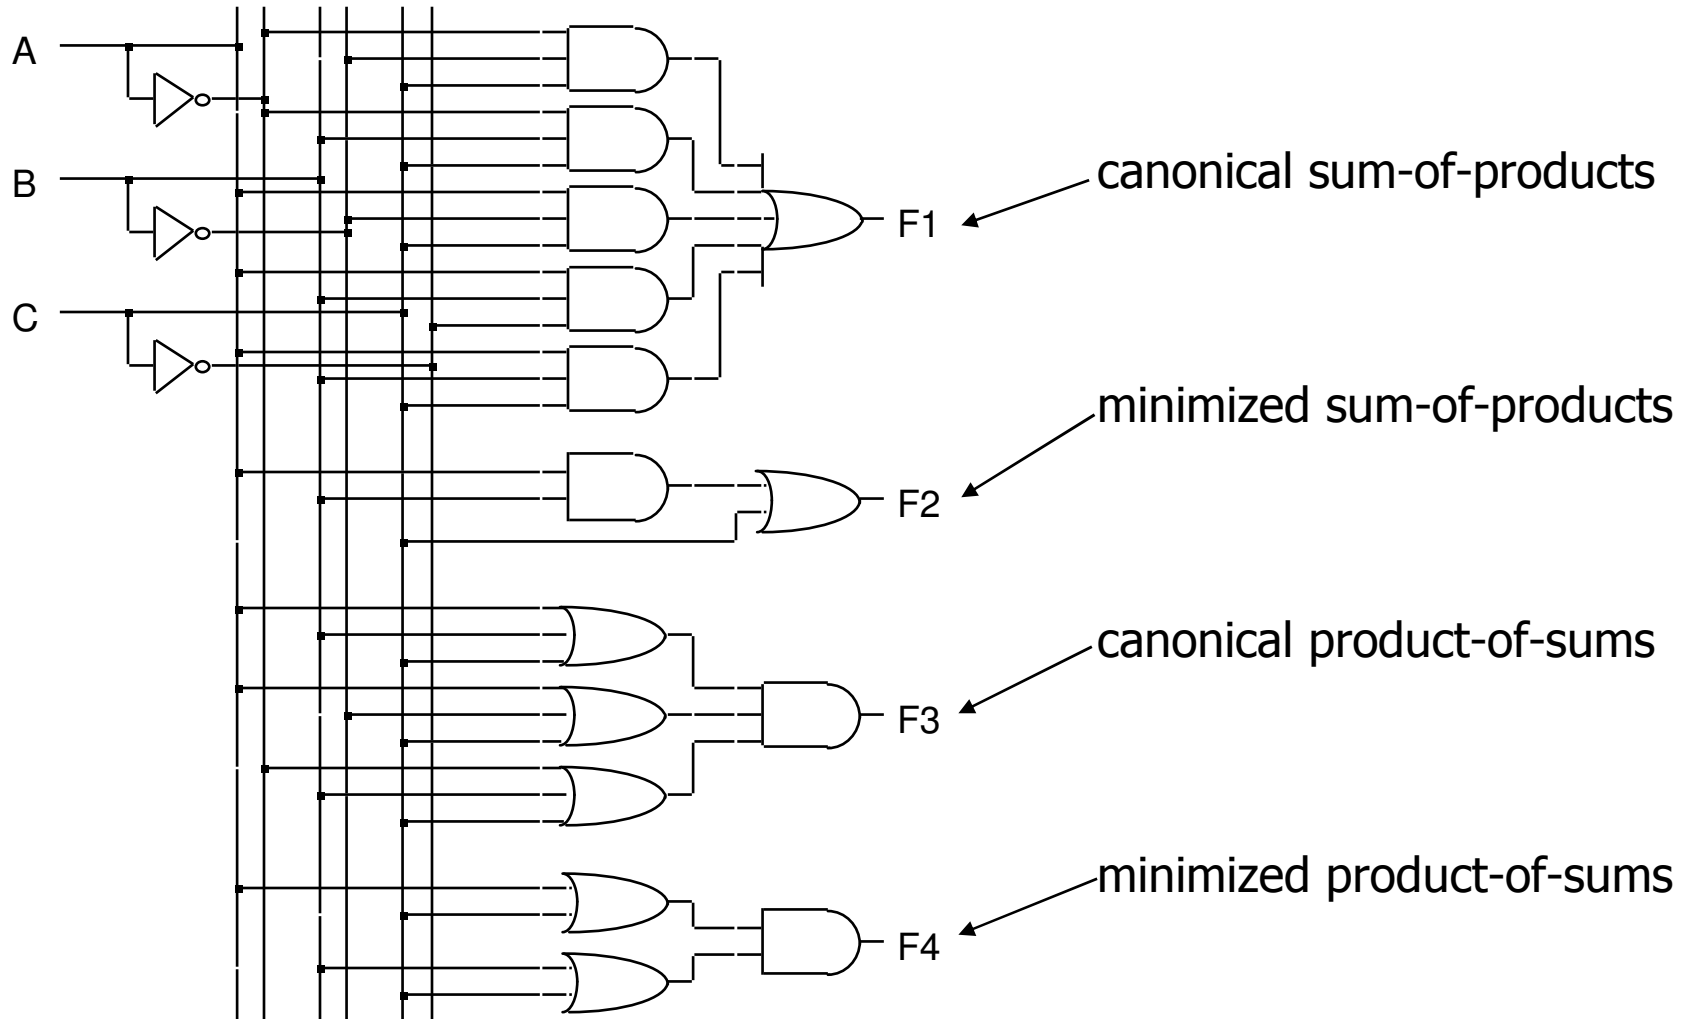 A
B
C
F1
canonical sum-of-products
F2
minimized sum-of-products
F3
canonical product-of-sums
F4
minimized product-of-sums